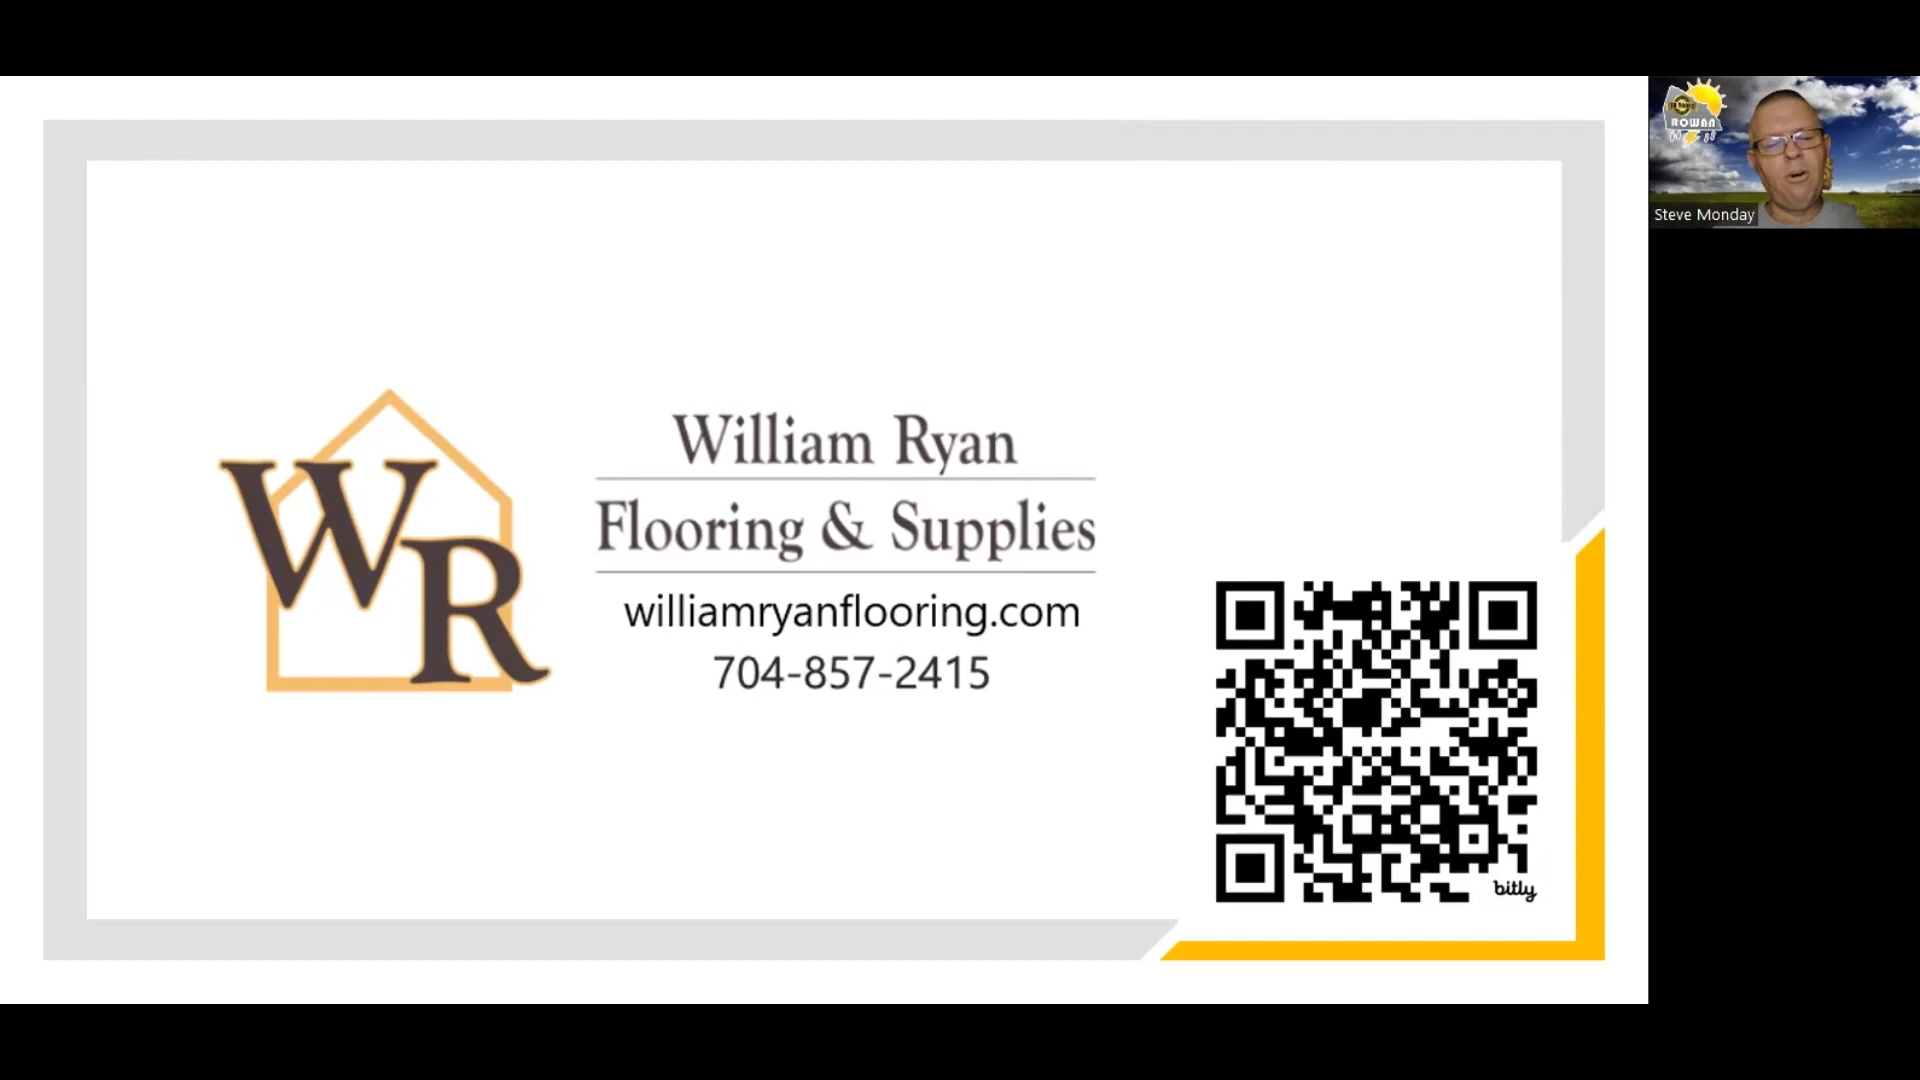 WR
William Ryan
Flooring & Supplies
williamryanflooring.com
704-857-2415
bitly
ROWAN
Steve Monday